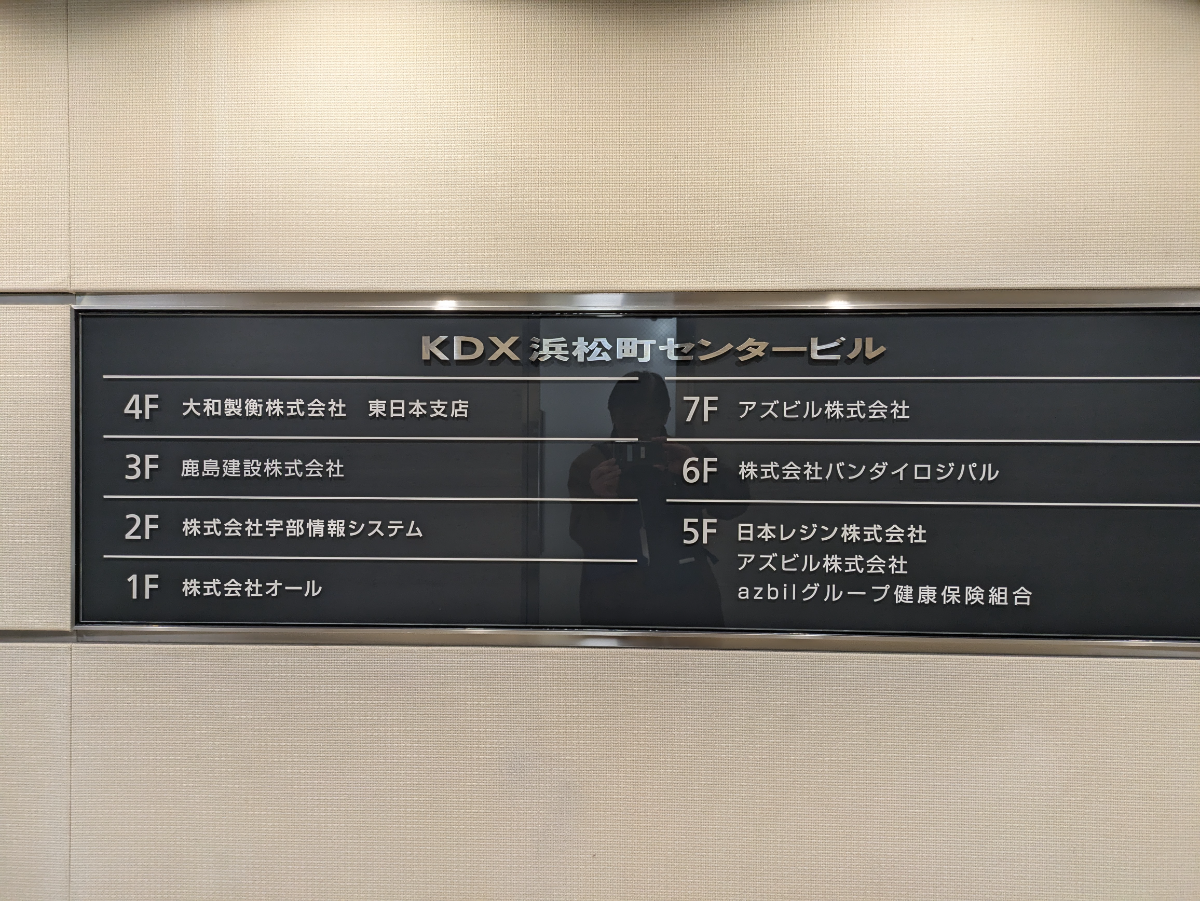 KDX 浜松町センタービル
4F 大和製衡株式会社 東日本支店
3F 鹿島建設株式会社
2F 株式会社宇部情報システム
1F 株式会社オール
7F アズビル株式会社
6F 株式会社バンダイロジパル
5F 日本レジン株式会社
アズビル株式会社
azbilグループ健康保険組合